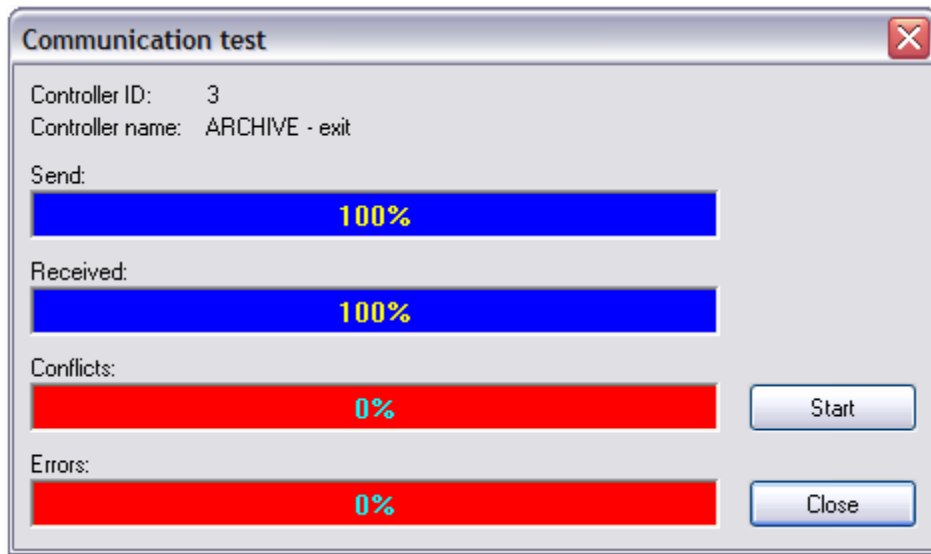 Communication test
Controller ID: 3
Controller name: ARCHIVE - exit
Send:
100%
Received:
100%
Conflicts:
0%
Start
Errors:
0%
Close